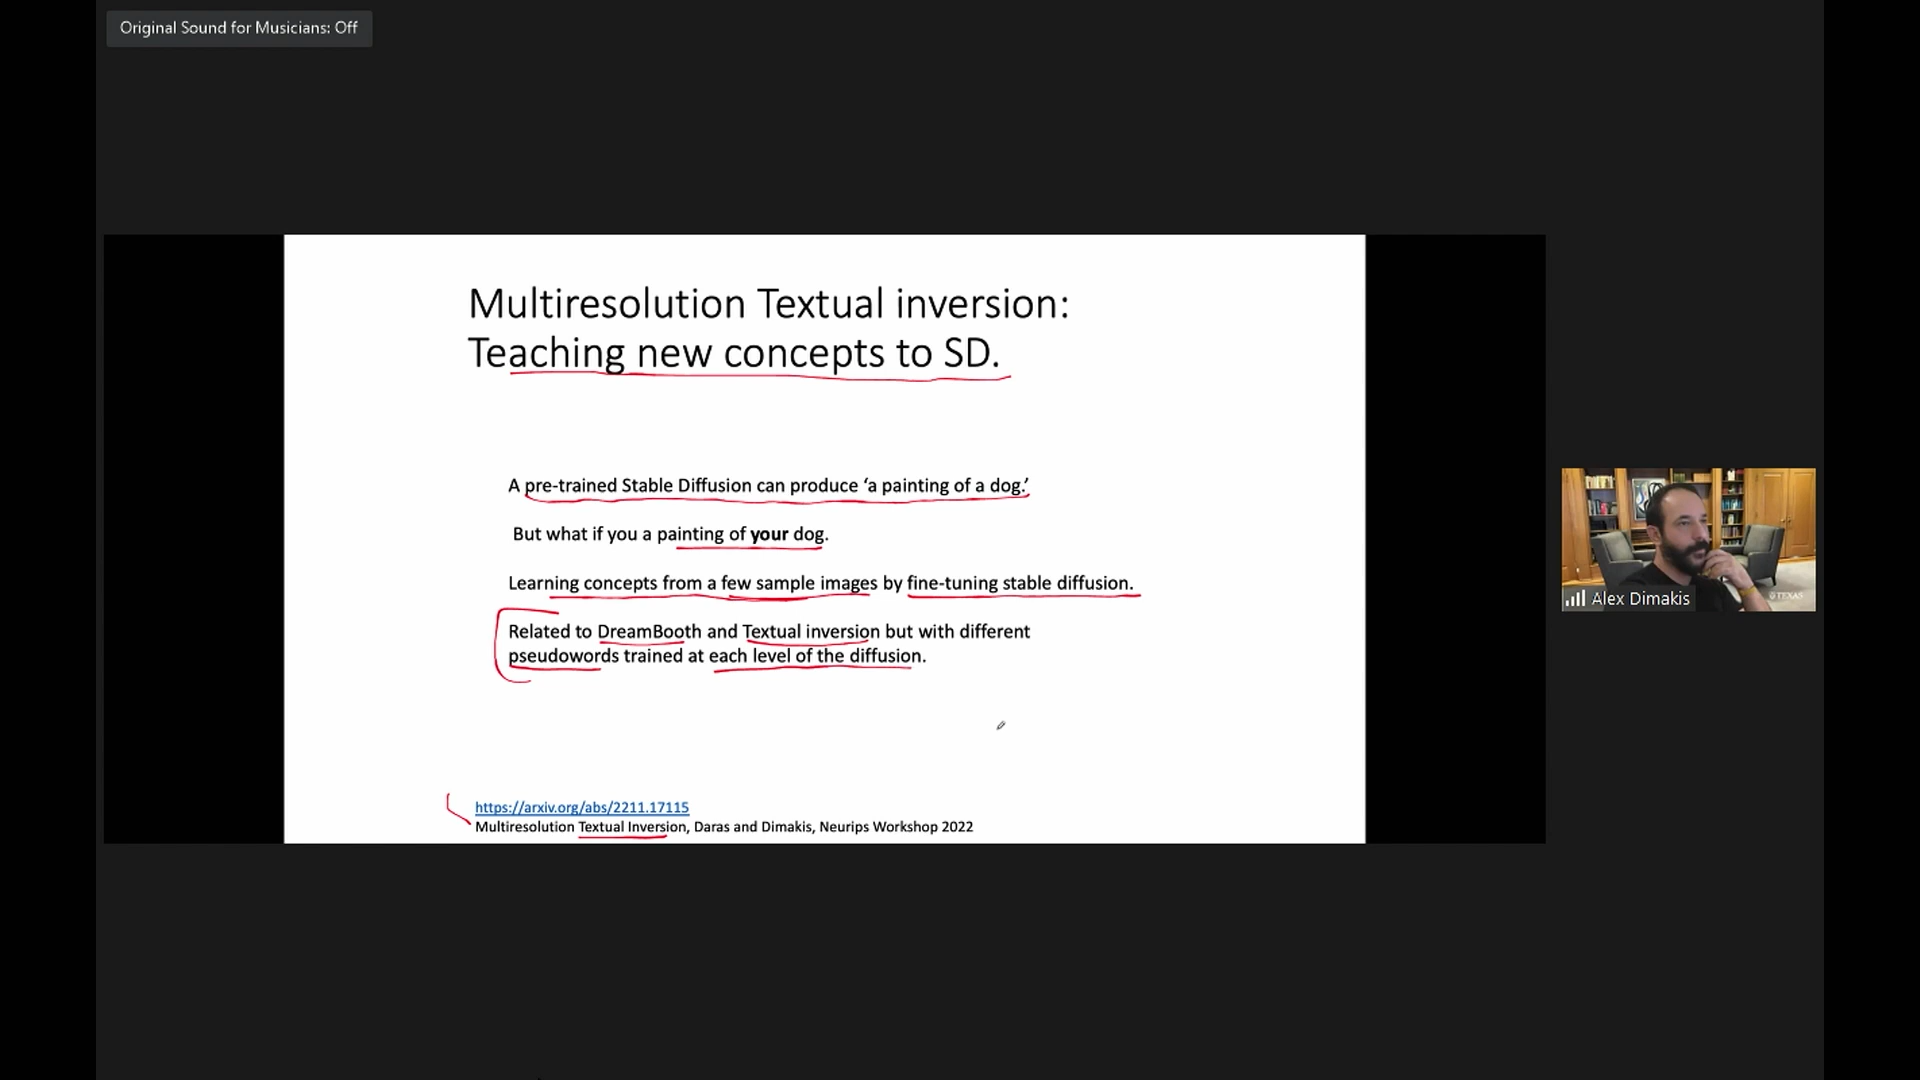 Original Sound for Musicians: Off
Multiresolution Textual inversion:
Teaching new concepts to SD.
A pre-trained Stable Diffusion can produce ‘a painting of a dog.’
But what if you a painting of your dog.
Learning concepts from a few sample images by fine-tuning stable diffusion.
Related to DreamBooth and Textual inversion but with different
pseudowords trained at each level of the diffusion.
https://arxiv.org/abs/2211.17115
Multiresolution Textual Inversion, Daras and Dimakis, Neurips Workshop 2022
TEXAS
Alex Dimakis